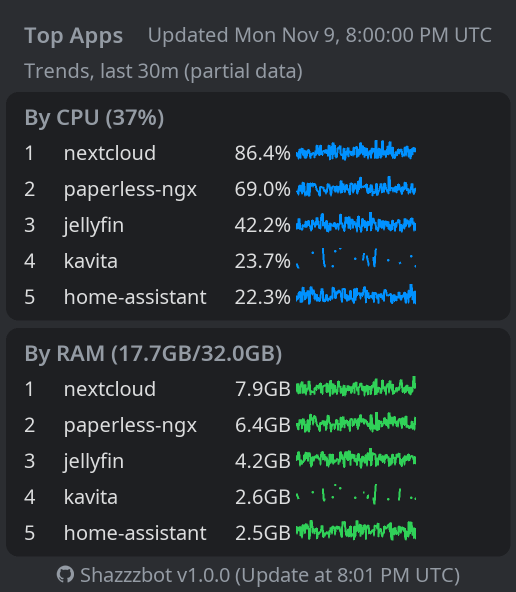 Top Apps Updated Mon Nov 9, 8:00:00 PM UTC
Trends, last 30m (partial data)
By CPU (37%)
1 nextcloud 86.4%
2 paperless-ngx 69.0%
3 jellyfin 42.2%
4 kavita 23.7%
5 home-assistant 22.3%
By RAM (17.7GB/32.0GB)
1 nextcloud 7.9GB
2 paperless-ngx 6.4GB
3 jellyfin 4.2GB
4 kavita 2.6GB
5 home-assistant 2.5GB
Shazzzbot v1.0.0 (Update at 8:01 PM UTC)